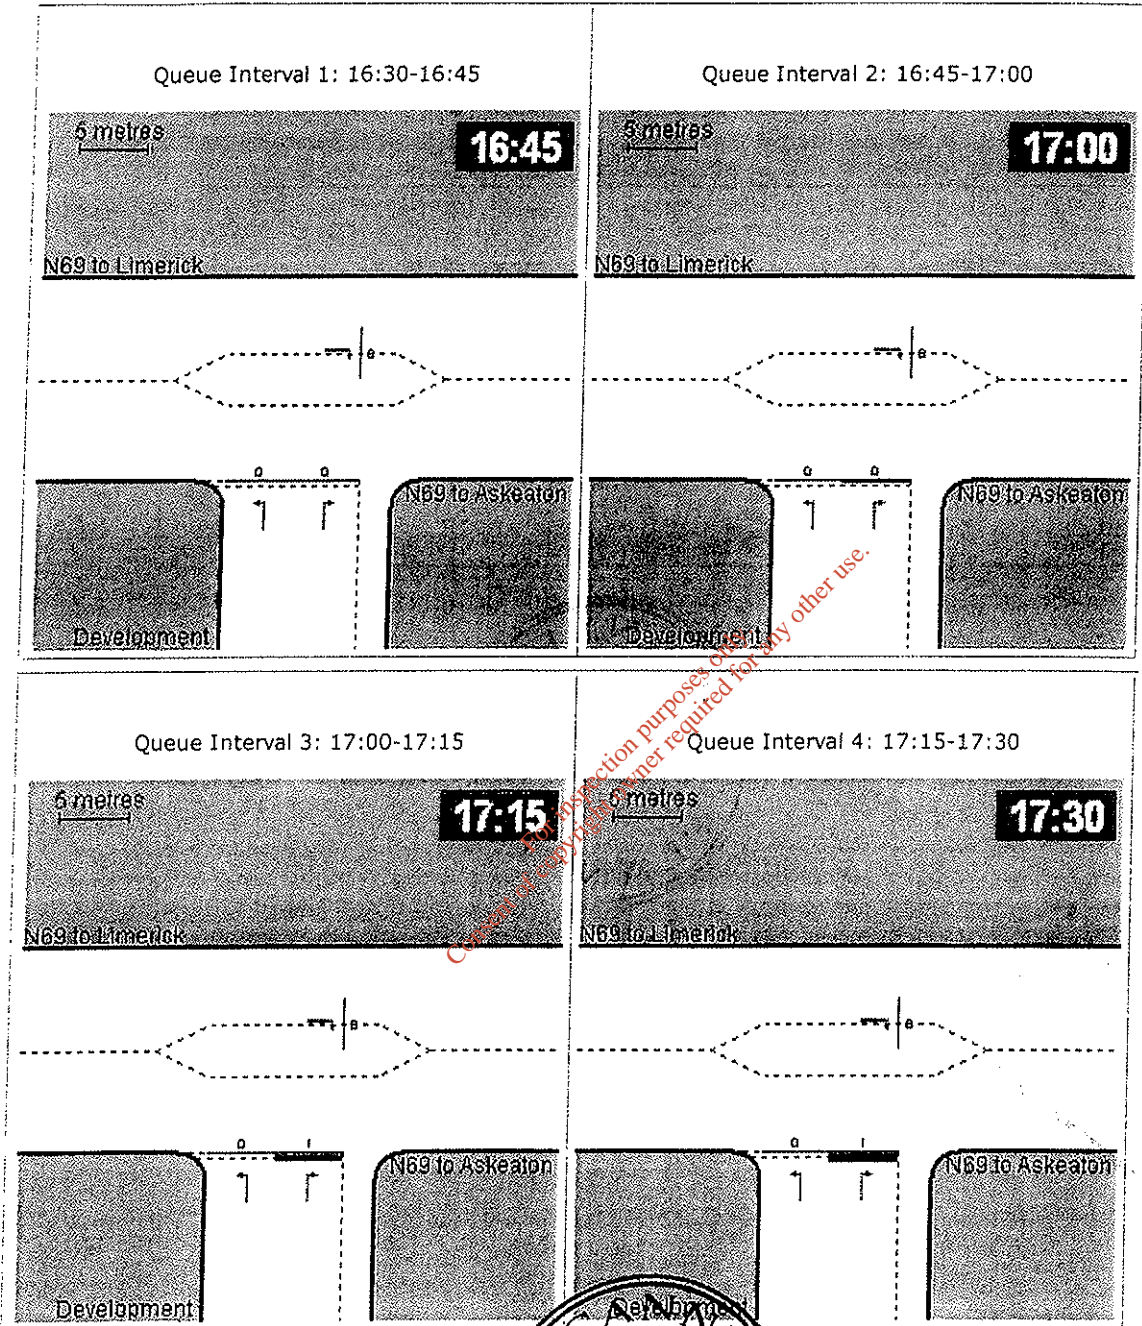 Queue Interval 1: 16:30-16:45
5 metres
16:45
N69 to Limerick
0
0 0
N69 to Askeaton
Development
Queue Interval 2: 16:45-17:00
5 metres
17:00
N69 to Limerick
0
0 0
N69 to Askeaton
Development
Queue Interval 3: 17:00-17:15
5 metres
17:15
N69 to Limerick
0
0 1
N69 to Askeaton
Development
Queue Interval 4: 17:15-17:30
5 metres
17:30
N69 to Limerick
0
0 1
N69 to Askeaton
Development
For inspection purposes only.
Consent of copyright owner required for any other use.